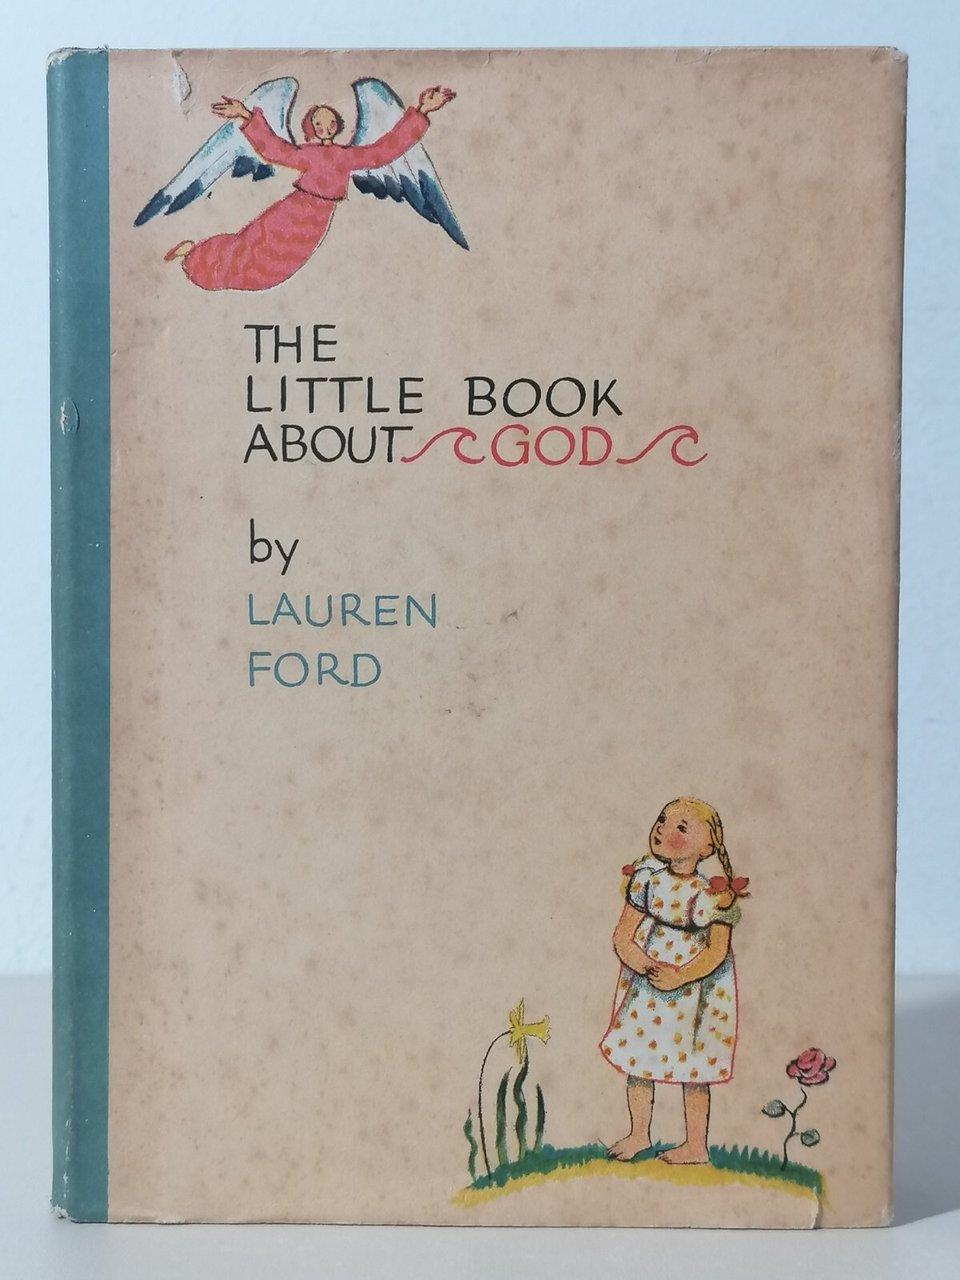 THE
LITTLE BOOK
ABOUT GOD
by
LAUREN
FORD